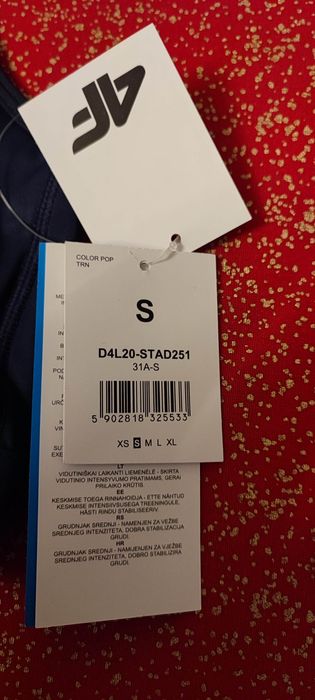 4F
COLOR POP
TRN
S
D4L20-STAD251
31A-S
5 902818 325533
XS S M L XL
LT
VIDUTINIŠKAI LAIKANTI LIEMENĖLĖ - SKIRTA
VIDUTINIO INTENSYVUMO PRATIMAMS, GERAI
PRILAIKO KRŪTIS.
EE
KESKMISE TOEGA RINNAHOIDJA - ETTE NÄHTUD
KESKMISE INTENSIIVSUSEGA TREENINGULE,
HÄSTI RINDU STABILISEERIV.
RS
GRUDNJAK SREDNJI - NAMENJEN ZA VEŽBE
SREDNJEG INTENZITETA, DOBRA STABILIZACIJA
GRUDI.
HR
GRUDNJAK SREDNJI - NAMIJENJEN ZA VJEŽBE
SREDNJEG INTENZITETA, DOBRO STABILIZIRA
GRUDI.